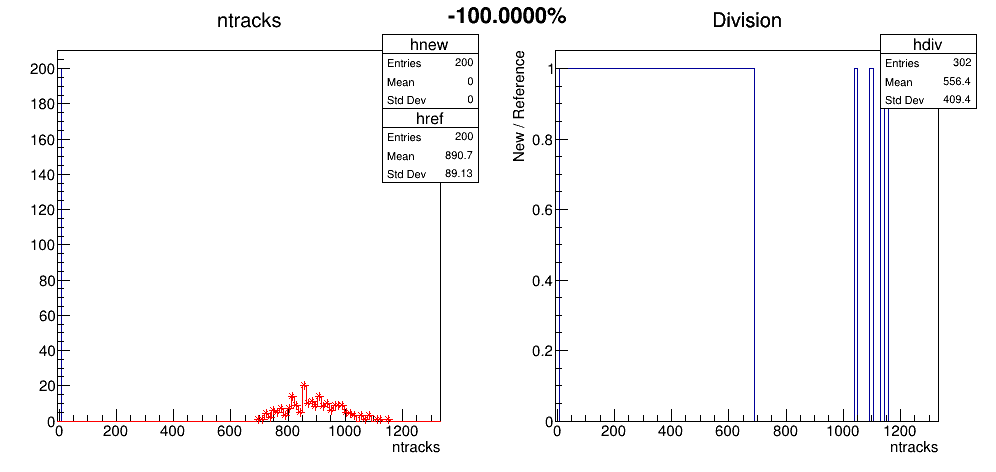 -100.0000%
ntracks
hnew
Entries 200
Mean 0
Std Dev 0
href
Entries 200
Mean 890.7
Std Dev 89.13
200
180
160
140
120
100
80
60
40
20
0
0 200 400 600 800 1000 1200
ntracks
Division
hdiv
Entries 302
Mean 556.4
Std Dev 409.4
New / Reference
1
0.8
0.6
0.4
0.2
0
0 200 400 600 800 1000 1200
ntracks